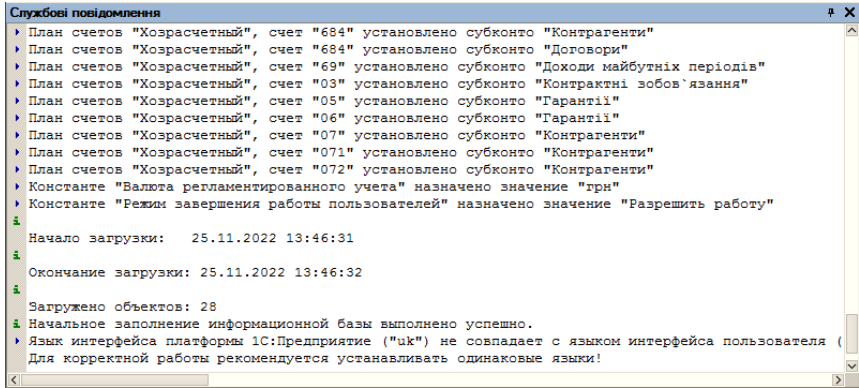 Службові повідомлення
План счетов "Хозрасчетный", счет "684" установлено субконто "Контрагенти"
План счетов "Хозрасчетный", счет "684" установлено субконто "Договори"
План счетов "Хозрасчетный", счет "69" установлено субконто "Доходи майбутніх періодів"
План счетов "Хозрасчетный", счет "03" установлено субконто "Контрактні зобов`язання"
План счетов "Хозрасчетный", счет "05" установлено субконто "Гарантії"
План счетов "Хозрасчетный", счет "06" установлено субконто "Гарантії"
План счетов "Хозрасчетный", счет "07" установлено субконто "Контрагенти"
План счетов "Хозрасчетный", счет "071" установлено субконто "Контрагенти"
План счетов "Хозрасчетный", счет "072" установлено субконто "Контрагенти"
Константе "Валюта регламентированного учета" назначено значение "грн"
Константе "Режим завершения работы пользователей" назначено значение "Разрешить работу"
Начало загрузки: 25.11.2022 13:46:31
Окончание загрузки: 25.11.2022 13:46:32
Загружено объектов: 28
Начальное заполнение информационной базы выполнено успешно.
Язык интерфейса платформы 1С:Предприятие ("uk") не совпадает с языком интерфейса пользователя (
Для корректной работы рекомендуется устанавливать одинаковые языки!